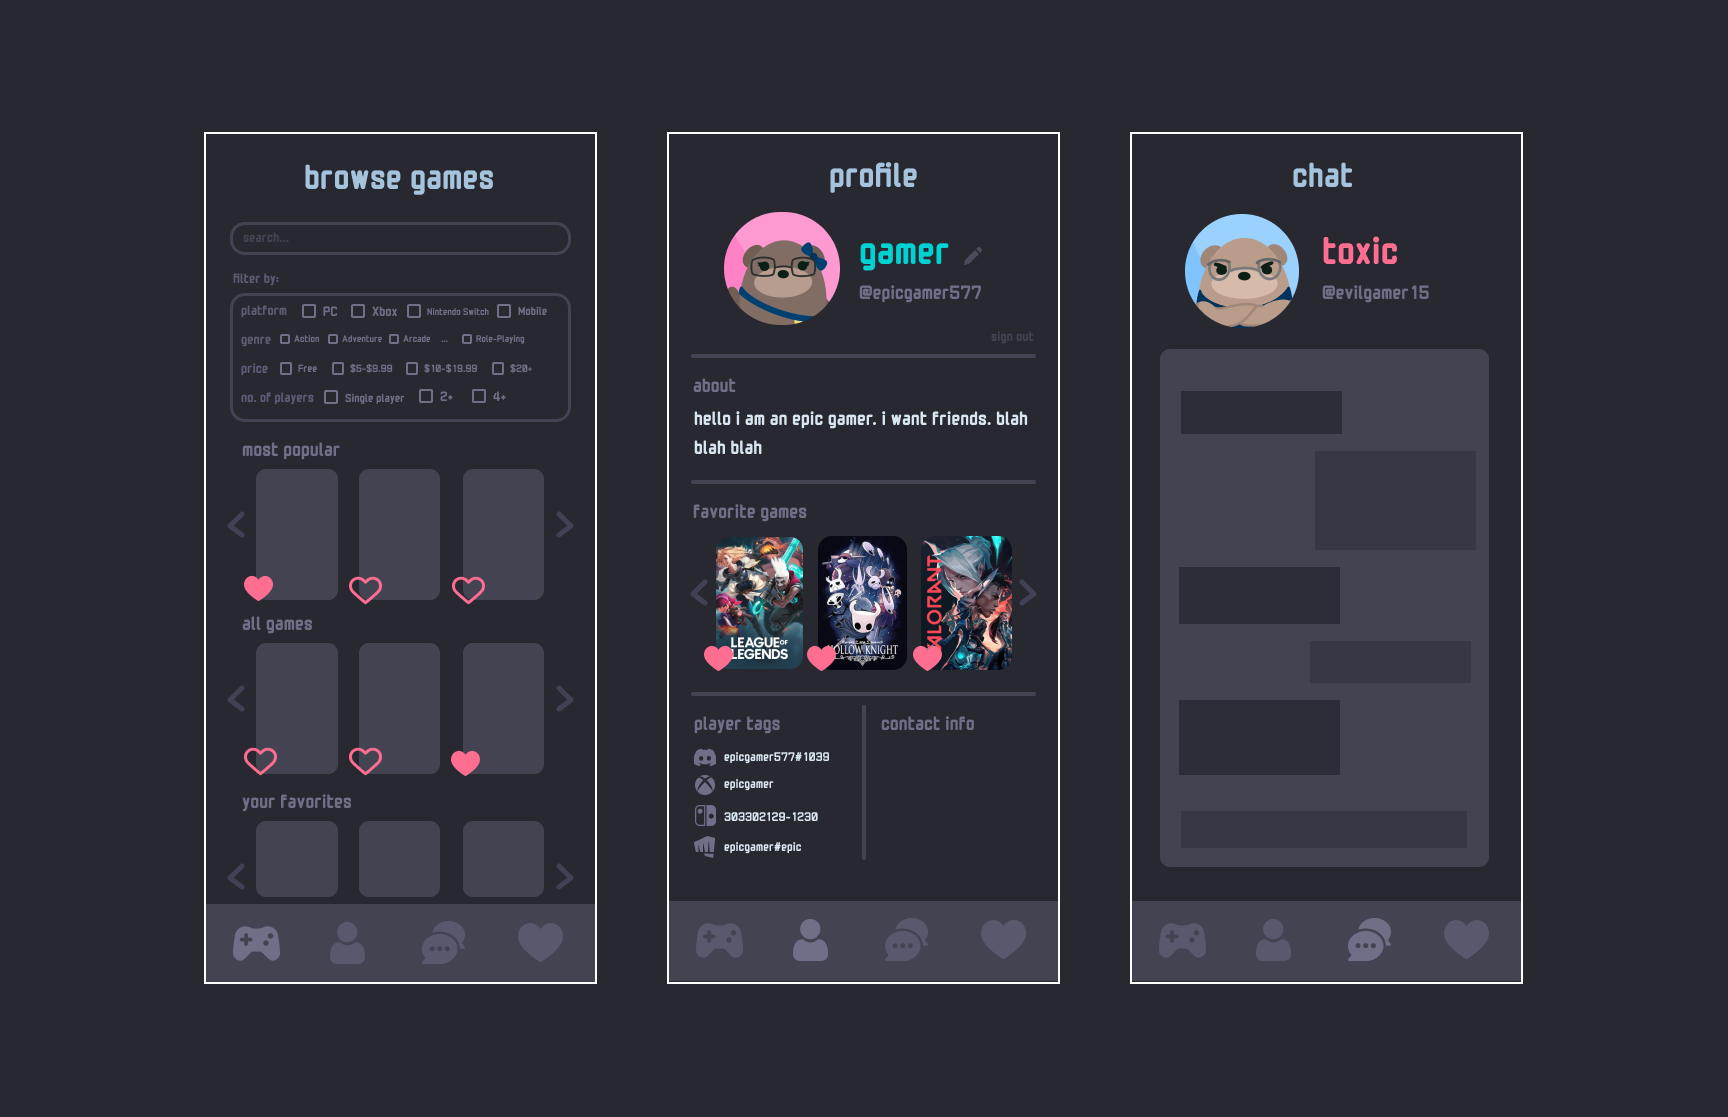 browse games
search...
filter by:
platform PC Xbox Nintendo Switch Mobile
genre Action Adventure Arcade ... Role-Playing
price Free $5-$9.99 $10-$19.99 $20+
no. of players Single player 2+ 4+
most popular
all games
your favorites
profile
gamer
@epicgamer577
sign out
about
hello i am an epic gamer. i want friends. blah
blah blah
favorite games
LEAGUE OF
LEGENDS
HOLLOW KNIGHT
VALORANT
player tags
epicgamer577#1039
epicgamer
303302129-1230
epicgamer#epic
contact info
chat
toxic
@evilgamer15